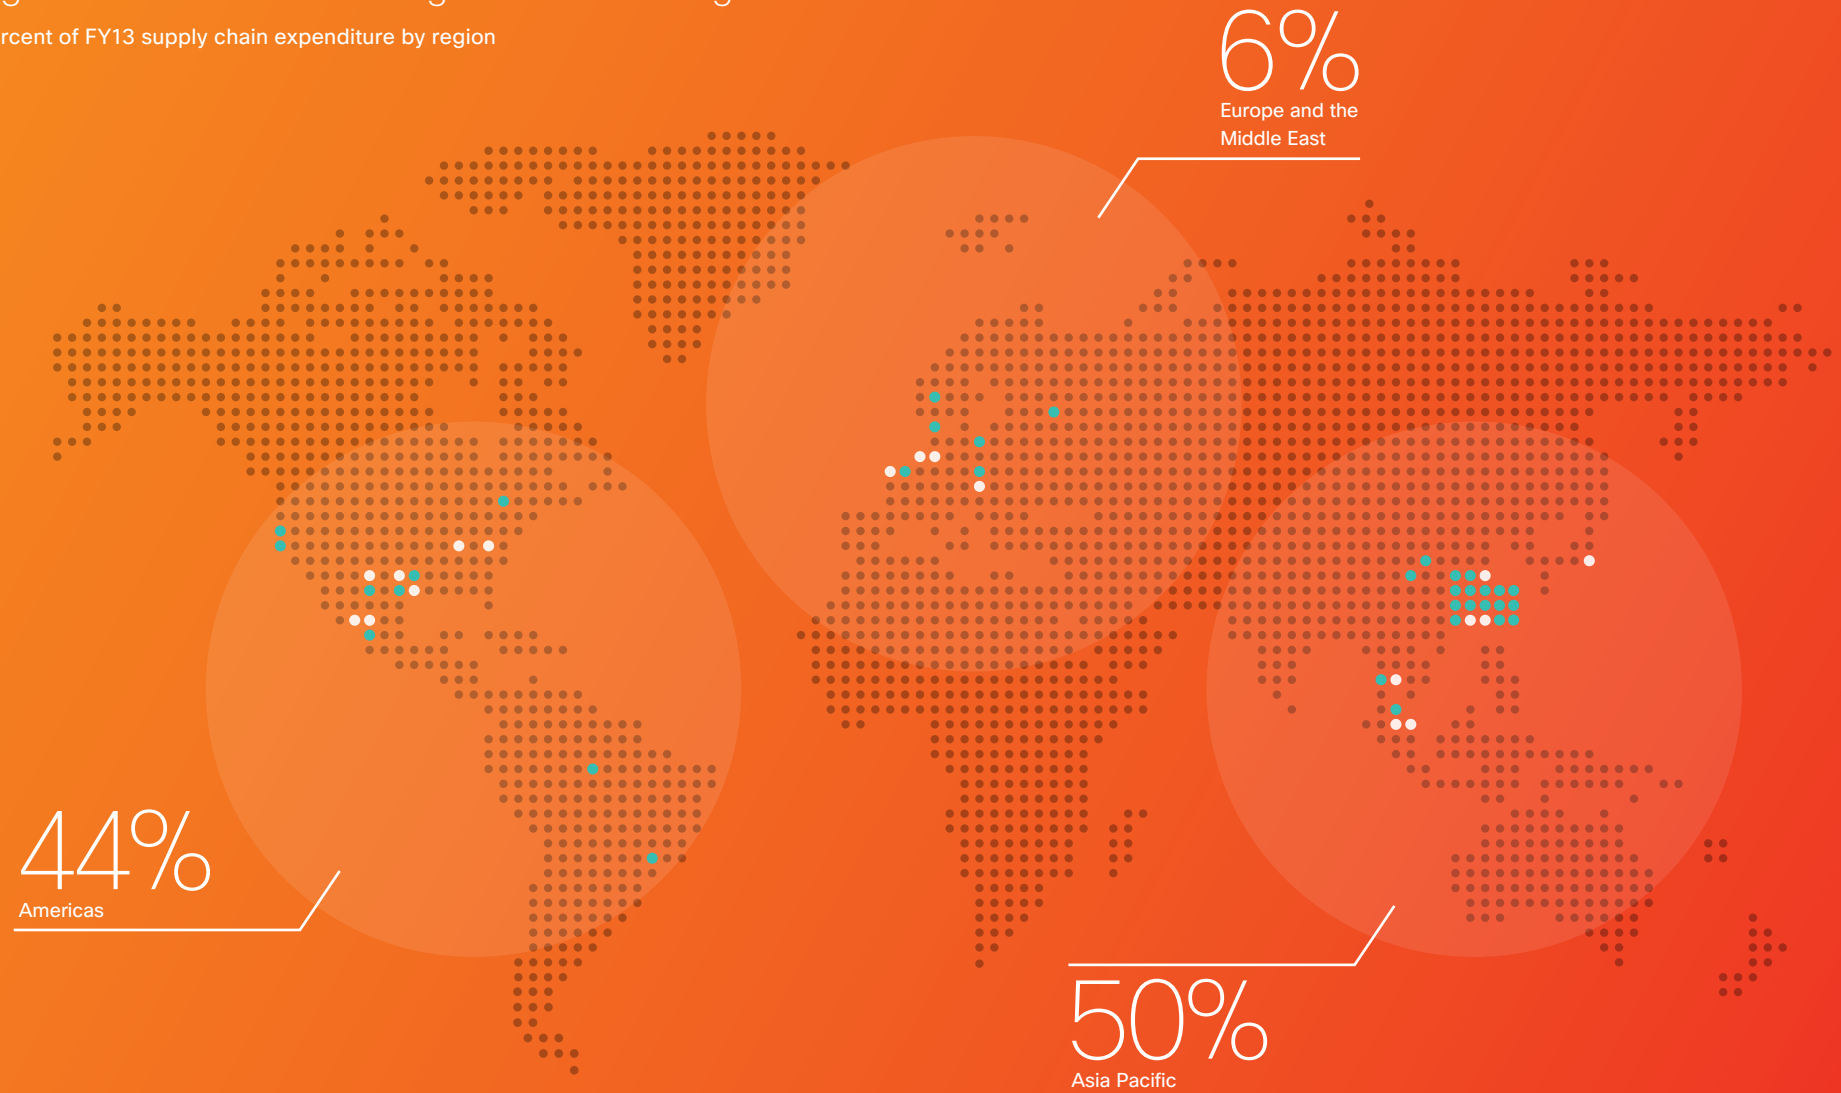 rcent of FY13 supply chain expenditure by region
6%
Europe and the
Middle East
44%
Americas
50%
Asia Pacific